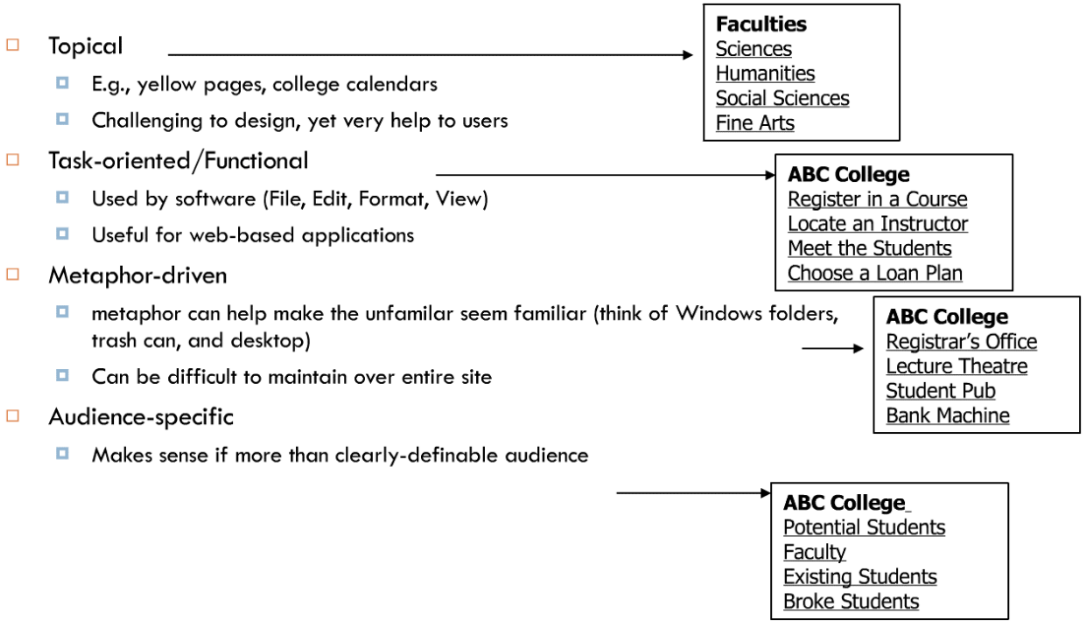 Topical
E.g., yellow pages, college calendars
Challenging to design, yet very help to users
Task-oriented/Functional
Used by software (File, Edit, Format, View)
Useful for web-based applications
Metaphor-driven
metaphor can help make the unfamilar seem familiar (think of Windows folders,
trash can, and desktop)
Can be difficult to maintain over entire site
Audience-specific
Makes sense if more than clearly-definable audience
Faculties
Sciences
Humanities
Social Sciences
Fine Arts
ABC College
Register in a Course
Locate an Instructor
Meet the Students
Choose a Loan Plan
ABC College
Registrar's Office
Lecture Theatre
Student Pub
Bank Machine
ABC College
Potential Students
Faculty
Existing Students
Broke Students